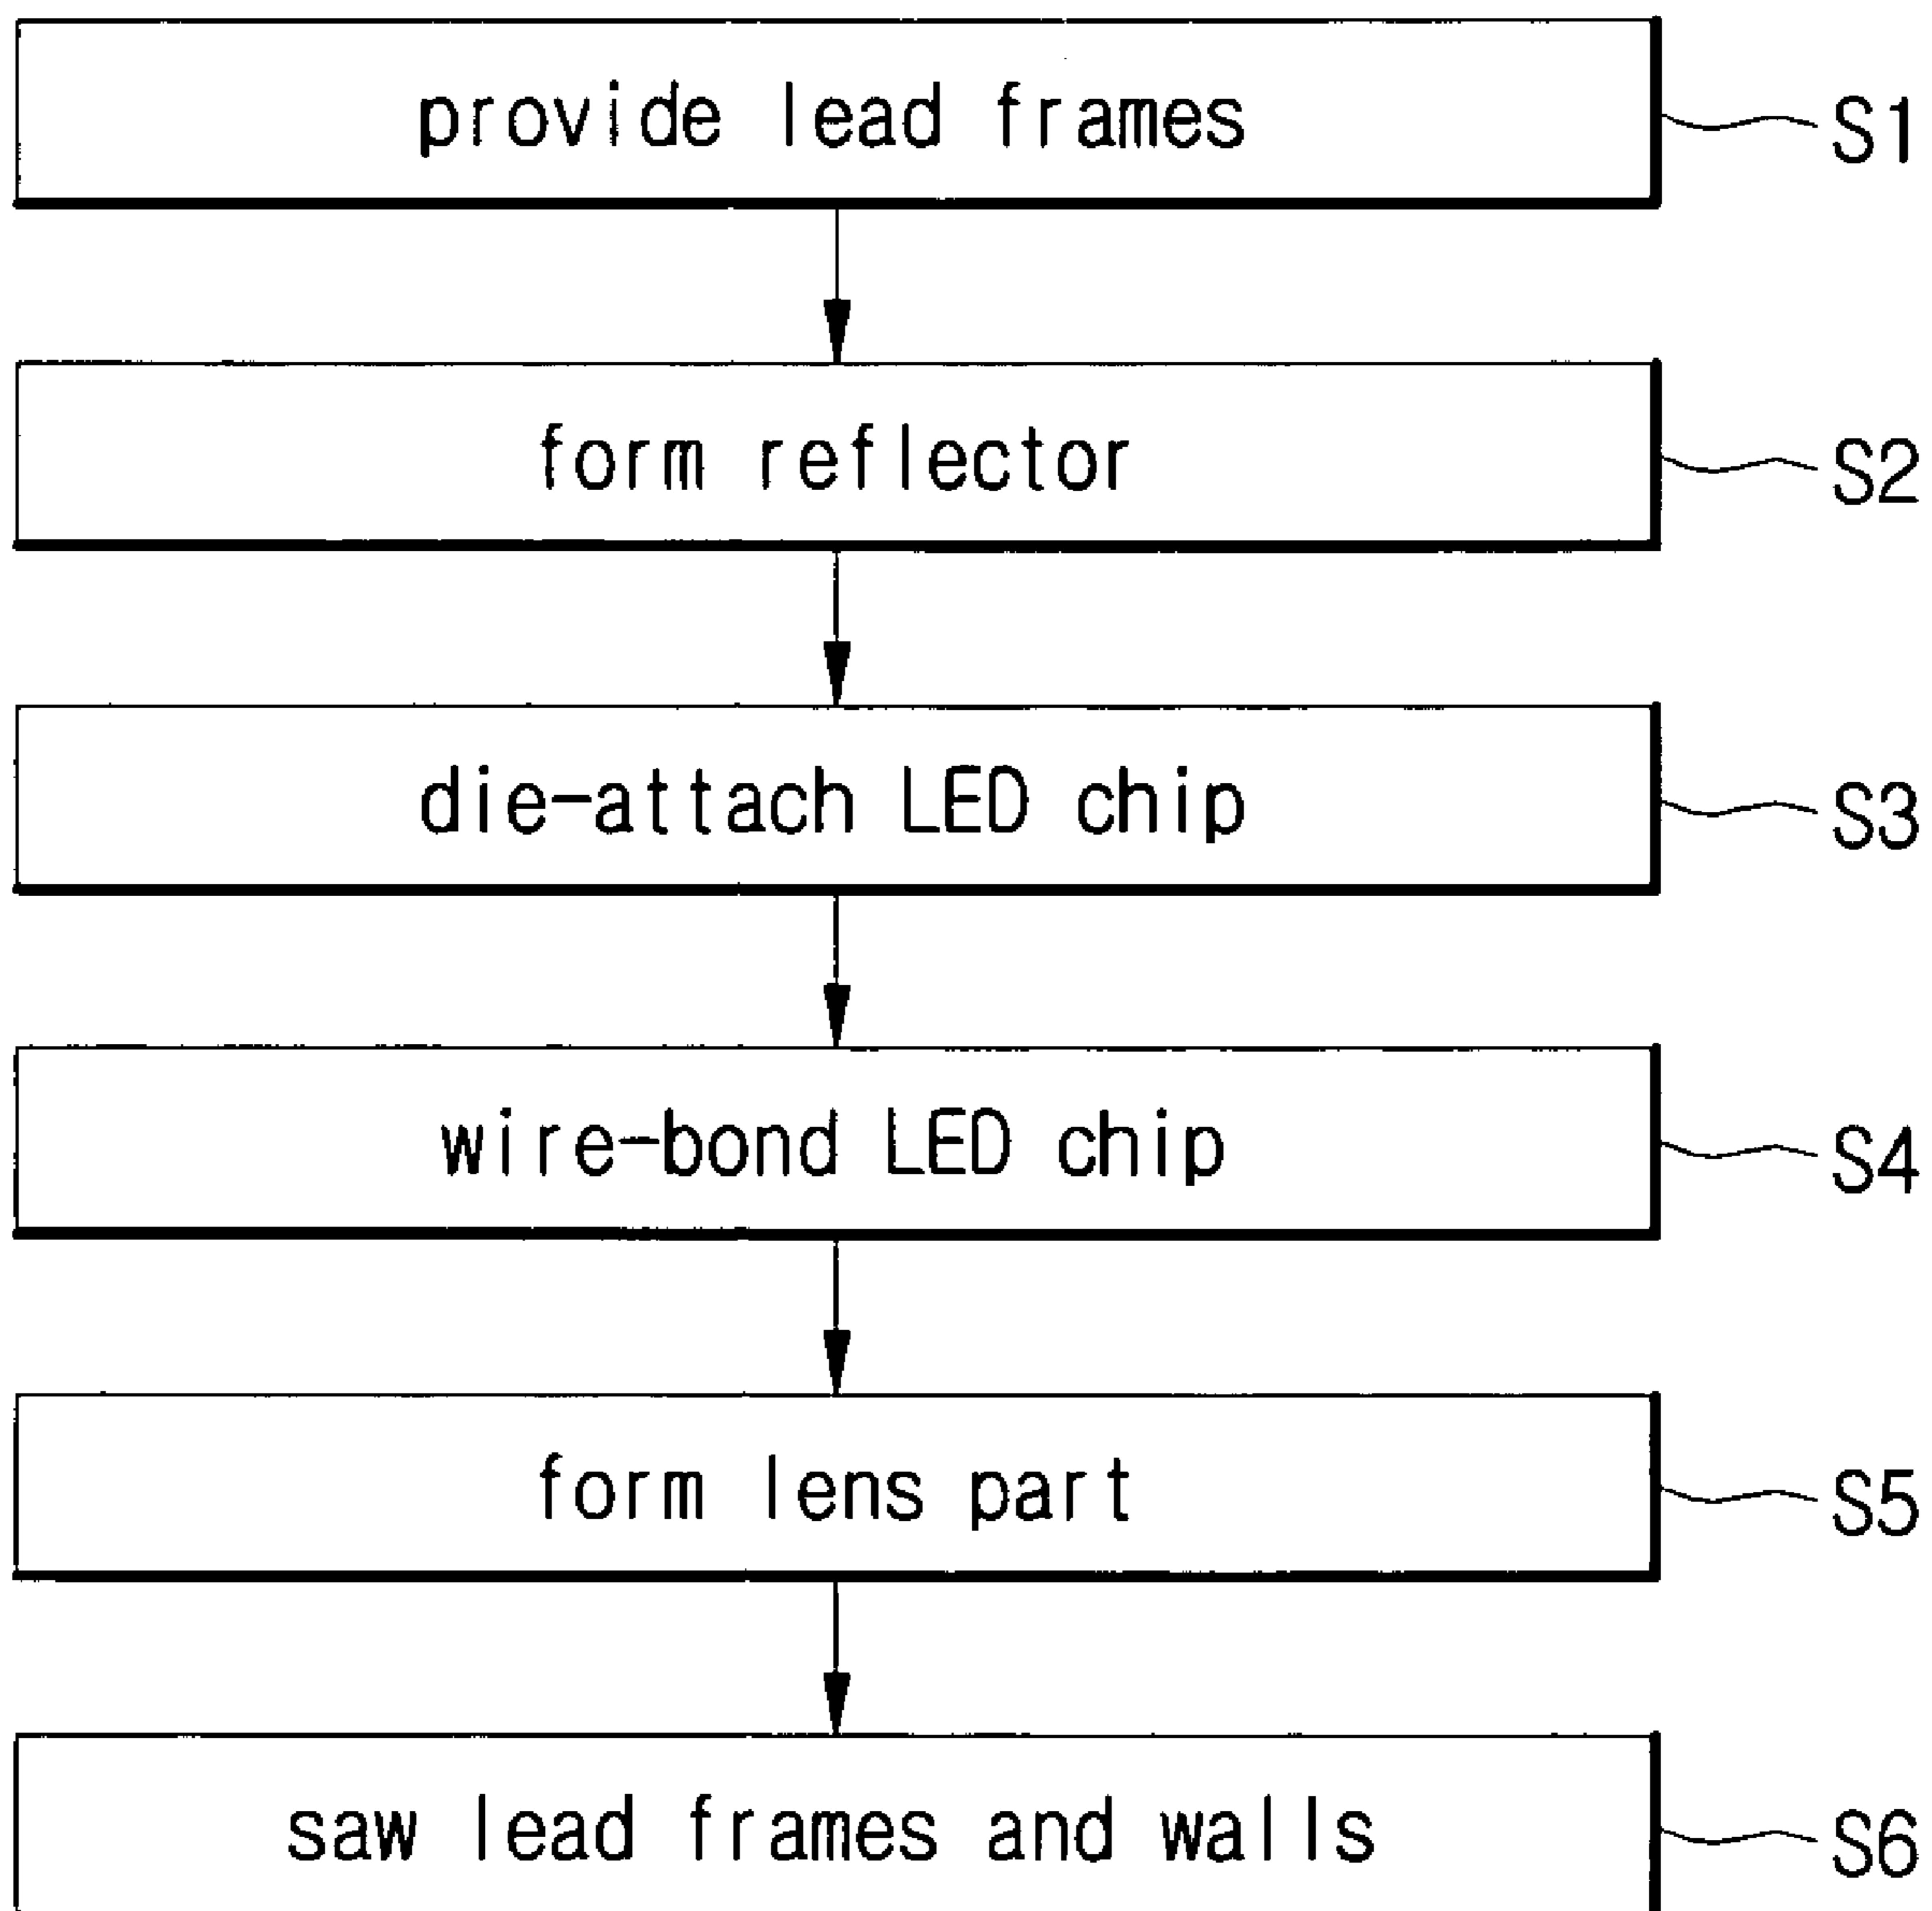 provide lead frames S1
form reflector S2
die-attach LED chip S3
wire-bond LED chip S4
form lens part S5
saw lead frames and walls S6